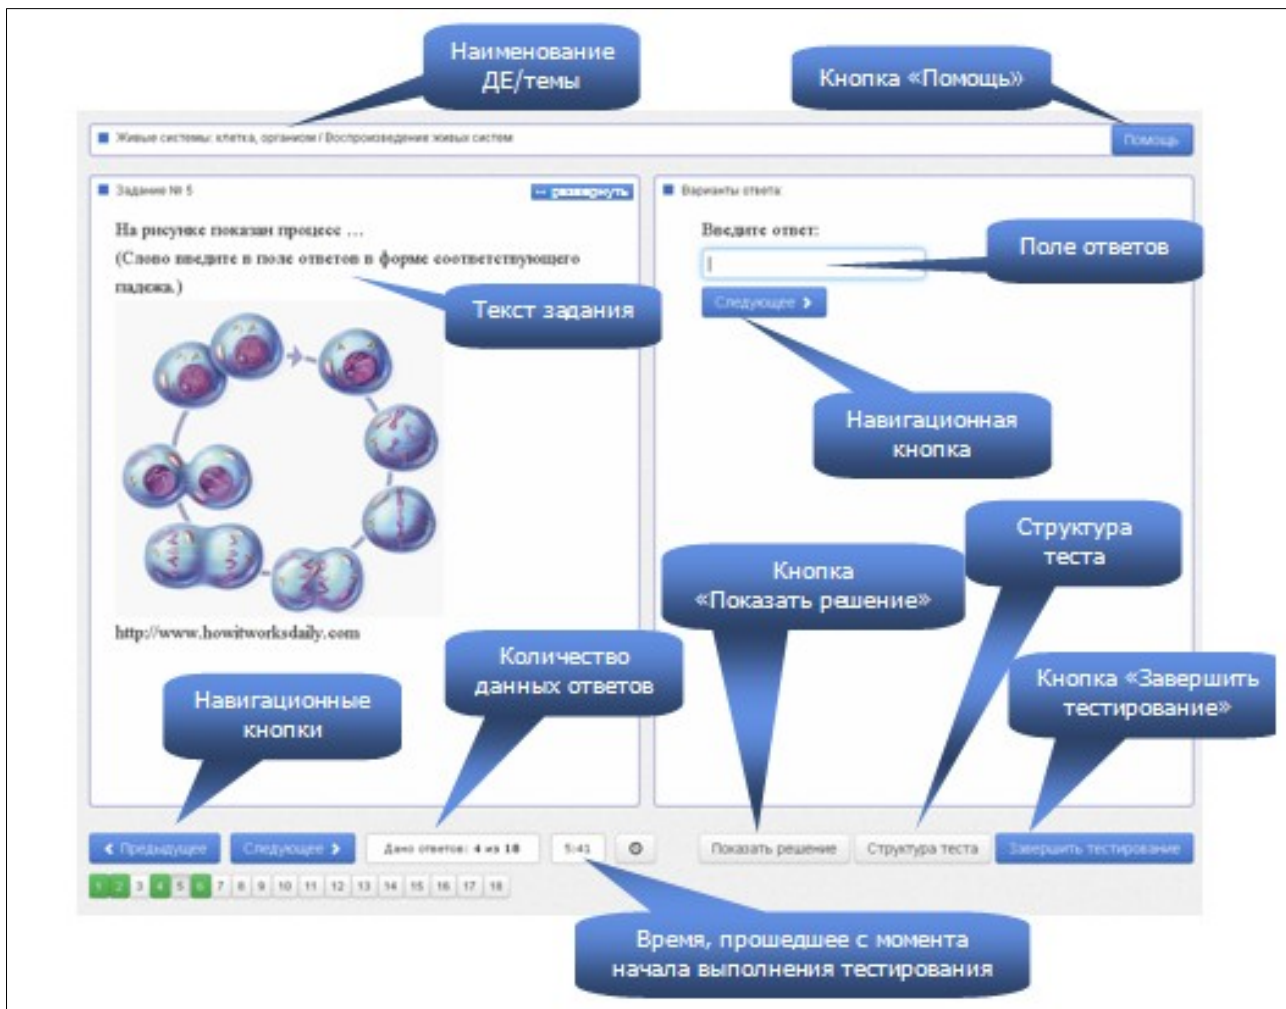 Наименование
ДЕ/темы
Кнопка «Помощь»
Живые системы: клетка, организм / Воспроизведение живых систем
Помощь
Задание № 5
↔ развернуть
Варианты ответа:
На рисунке показан процесс …
(Слово введите в поле ответов в форме соответствующего
падежа.)
Введите ответ:
Поле ответов
Текст задания
Следующее
Навигационная
кнопка
Структура
теста
Кнопка
«Показать решение»
http://www.howitworksdaily.com
Количество
данных ответов
Кнопка «Завершить
тестирование»
Навигационные
кнопки
Предыдущее
Следующее
Дано ответов: 4 из 18
5:41
Показать решение
Структура теста
Завершить тестирование
1 2 3 4 5 6 7 8 9 10 11 12 13 14 15 16 17 18
Время, прошедшее с момента
начала выполнения тестирования